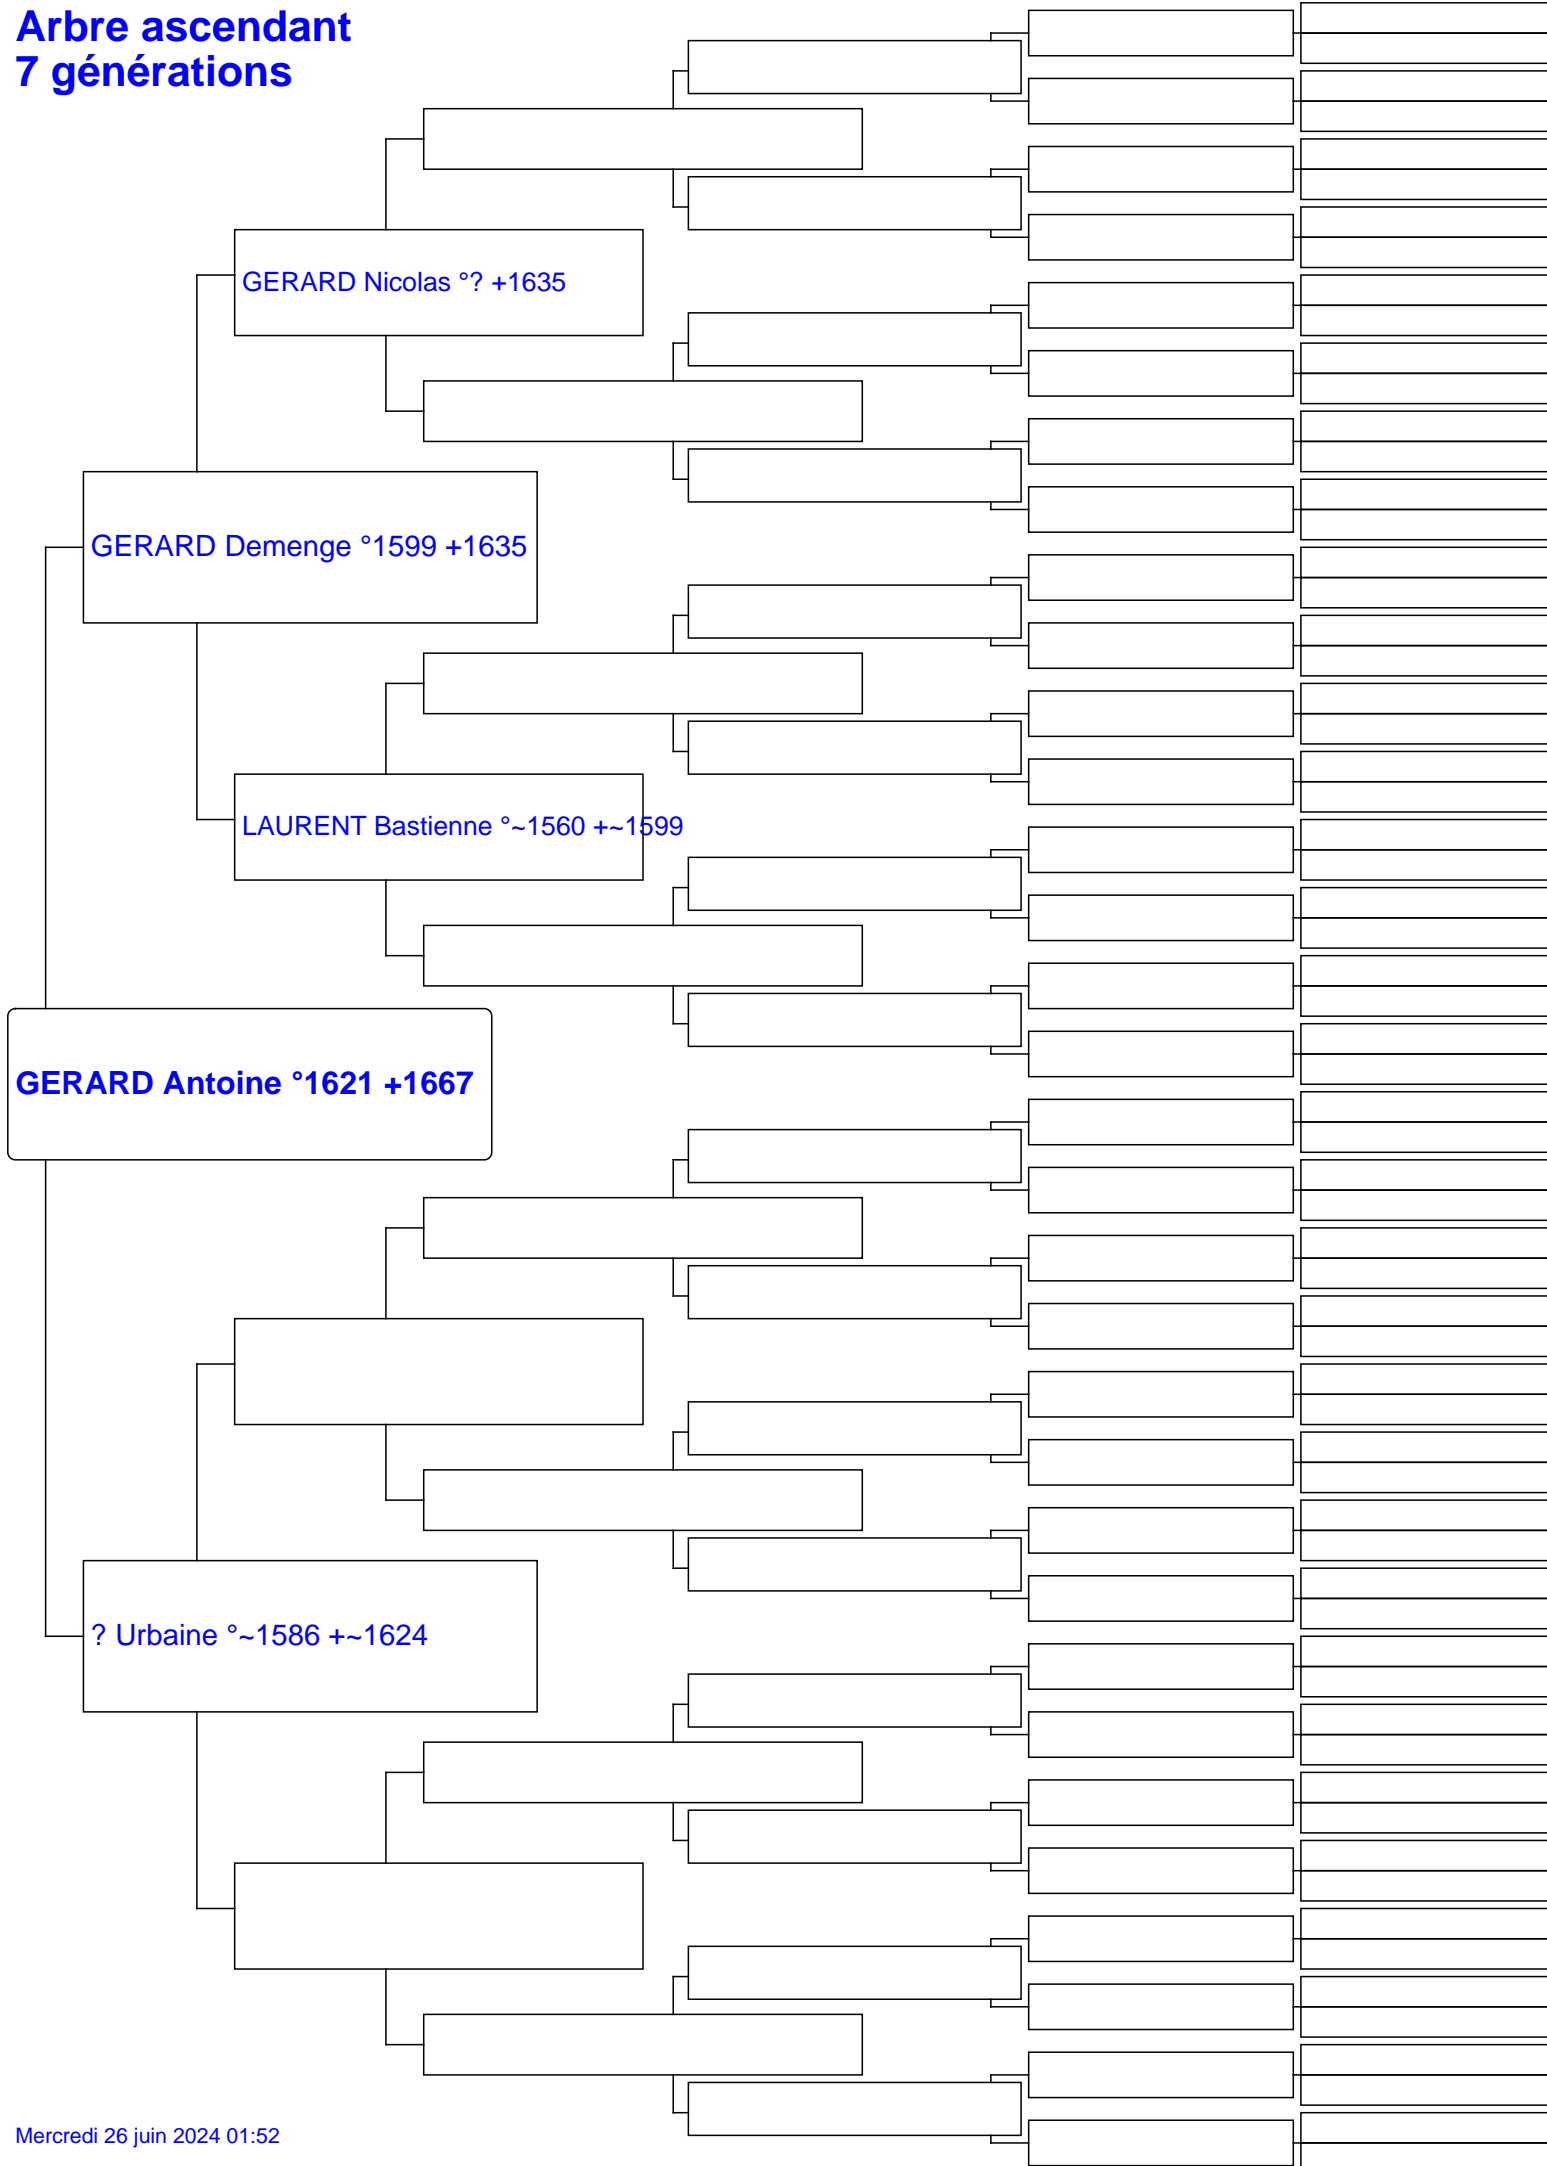 Arbre ascendant
7 générations
GERARD Nicolas °? +1635
GERARD Demenge °1599 +1635
LAURENT Bastienne °~1560 +~1599
GERARD Antoine °1621 +1667
? Urbaine °~1586 +~1624
Mercredi 26 juin 2024 01:52